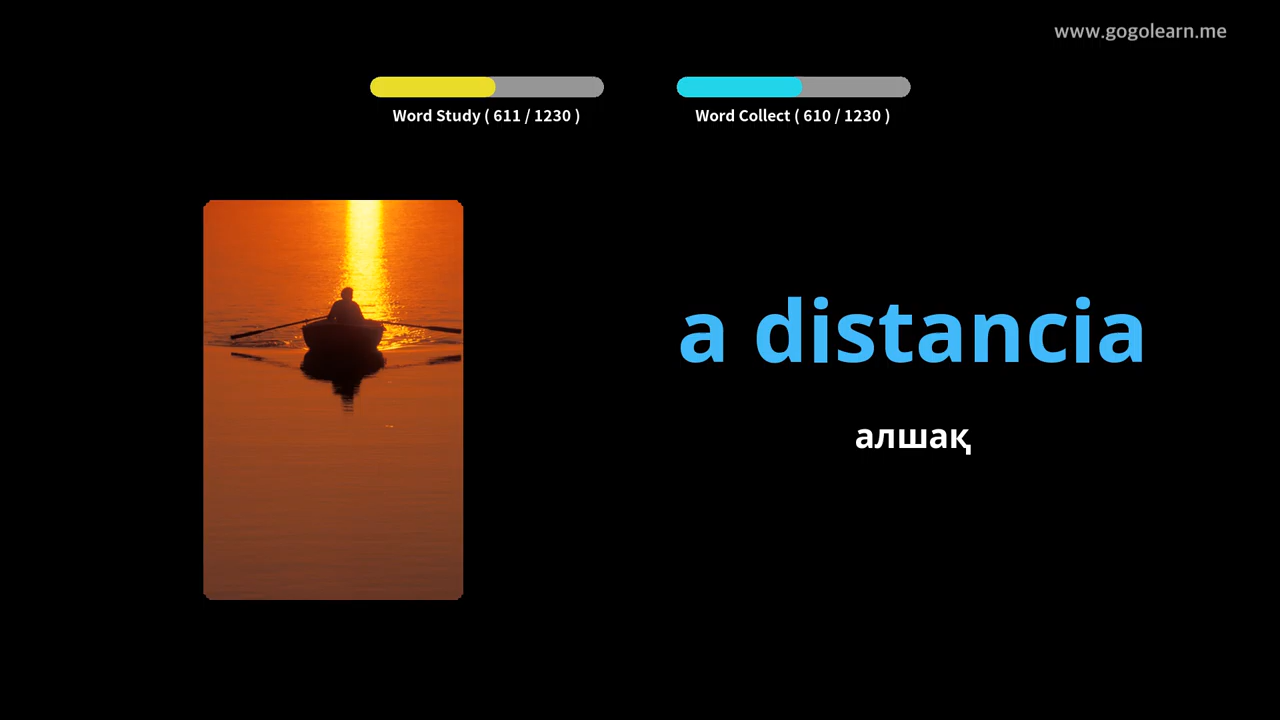 www.gogolearn.me
Word Study ( 611 / 1230 )
Word Collect ( 610 / 1230 )
a distancia
алшақ